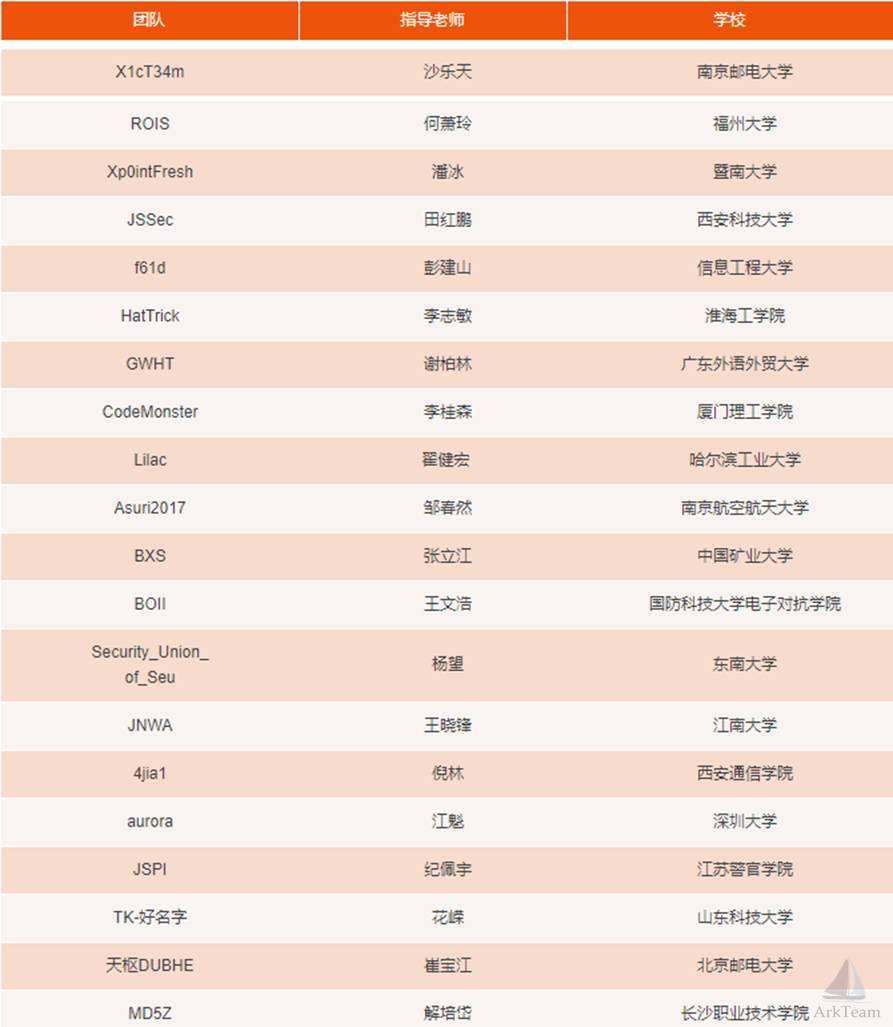 团队 指导老师 学校
X1cT34m 沙乐天 南京邮电大学
ROIS 何萧玲 福州大学
Xp0intFresh 潘冰 暨南大学
JSSec 田红鹏 西安科技大学
f61d 彭建山 信息工程大学
HatTrick 李志敏 淮海工学院
GWHT 谢柏林 广东外语外贸大学
CodeMonster 李桂森 厦门理工学院
Lilac 翟健宏 哈尔滨工业大学
Asuri2017 邹春然 南京航空航天大学
BXS 张立江 中国矿业大学
BOII 王文浩 国防科技大学电子对抗学院
Security_Union_
of_Seu 杨望 东南大学
JNWA 王晓锋 江南大学
4jia1 倪林 西安通信学院
aurora 江魁 深圳大学
JSPI 纪佩宇 江苏警官学院
TK-好名字 花嵘 山东科技大学
天枢DUBHE 崔宝江 北京邮电大学
MD5Z 解培岱 长沙职业技术学院
ArkTeam